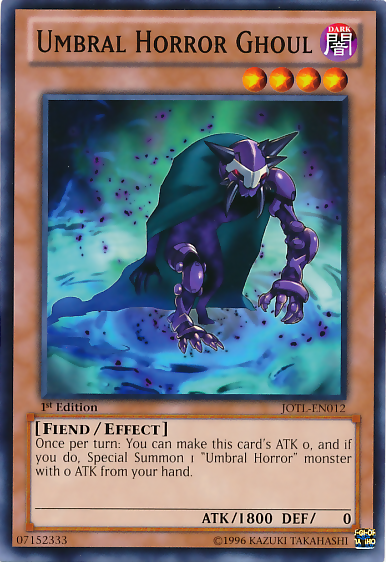 UMBRAL HORROR GHOUL
DARK
闇
1st Edition
JOTL-EN012
[FIEND / EFFECT]
Once per turn: You can make this card's ATK 0, and if
you do, Special Summon 1 "Umbral Horror" monster
with 0 ATK from your hand.
ATK/1800 DEF/ 0
07152333
©1996 KAZUKI TAKAHASHI